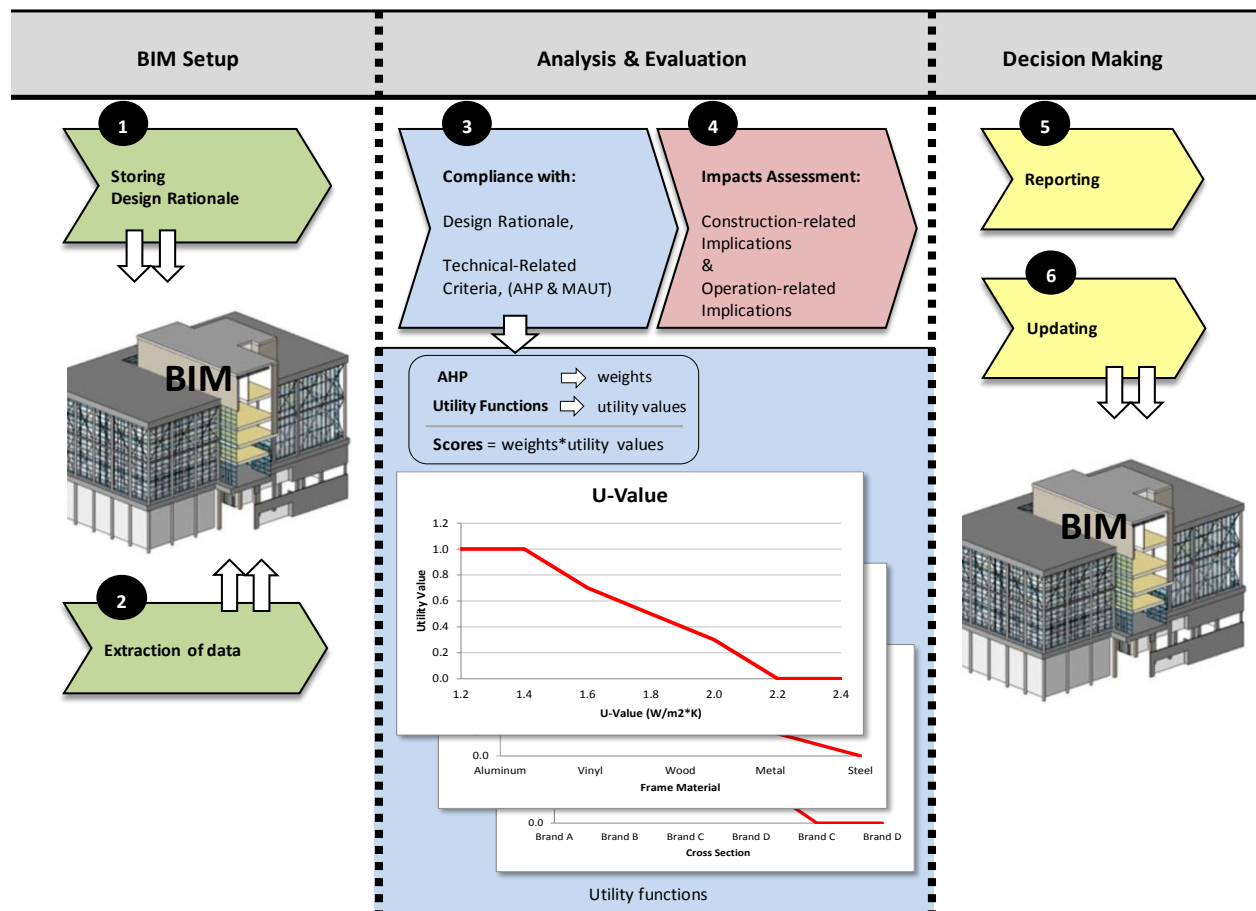 BIM Setup
Analysis & Evaluation
Decision Making
1
Storing
Design Rationale
BIM
2
Extraction of data
3
Compliance with:
Design Rationale,
Technical-Related
Criteria, (AHP & MAUT)
4
Impacts Assessment:
Construction-related
Implications
&
Operation-related
Implications
AHP weights
Utility Functions utility values
Scores = weights*utility values
U-Value
Utility Value
1.2
1.0
0.8
0.6
0.4
0.2
0.0
1.2 1.4 1.6 1.8 2.0 2.2 2.4
U-Value (W/m2*K)
0.0
Aluminum Vinyl Wood Metal Steel
Frame Material
0.0
Brand A Brand B Brand C Brand D Brand C Brand D
Cross Section
Utility functions
5
Reporting
6
Updating
BIM